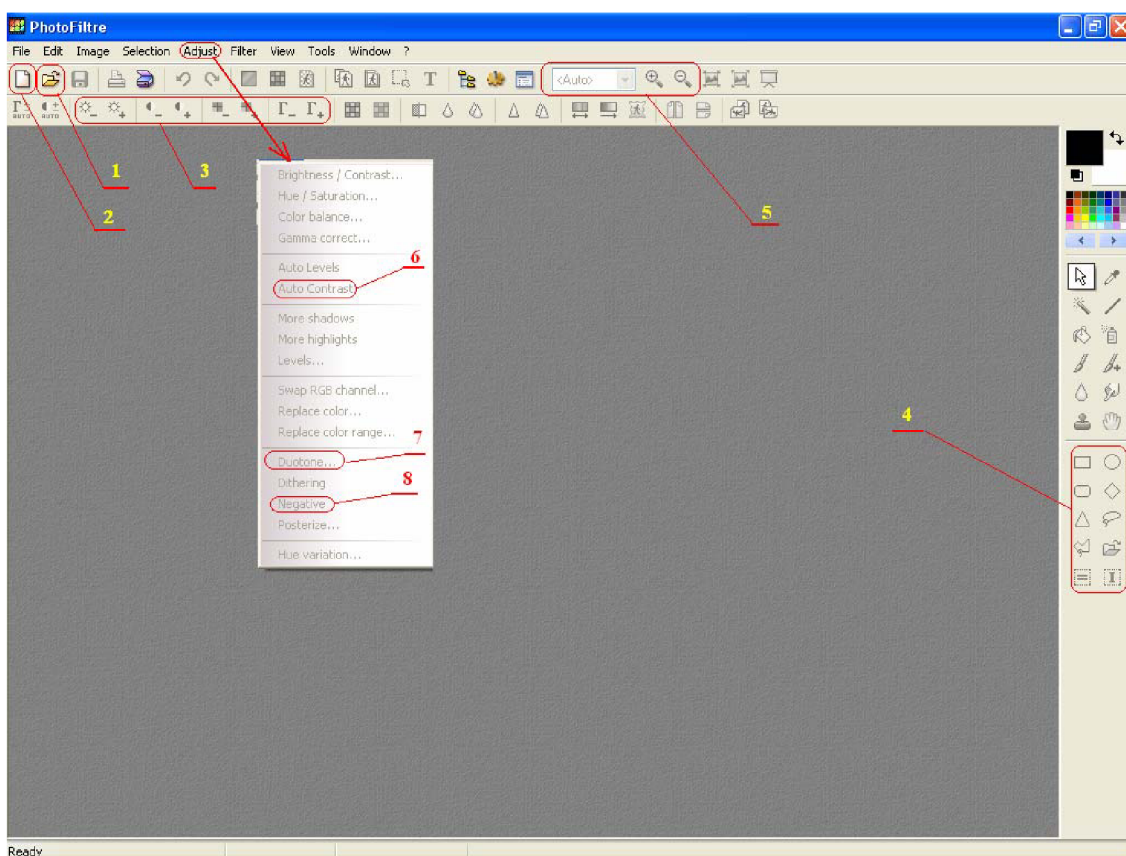 PhotoFiltre
File Edit Image Selection Adjust Filter View Tools Window ?
T
<Auto>
AUTO AUTO
1
2
3
Brightness / Contrast...
Hue / Saturation...
Color balance...
Gamma correct...
5
6
Auto Levels
Auto Contrast
More shadows
More highlights
Levels...
Swap RGB channel...
Replace color...
Replace color range...
4
7
Duotone...
Dithering
8
Negative
Posterize...
Hue variation...
Ready